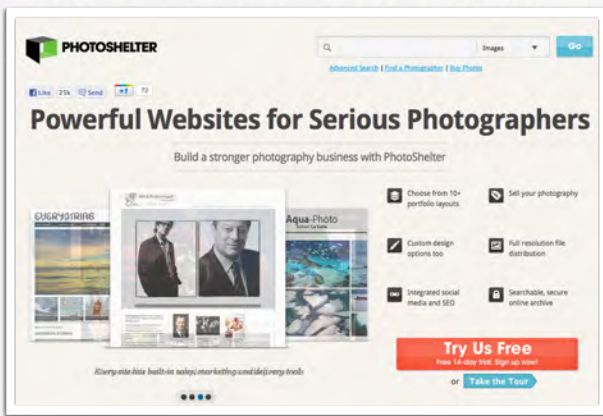 PHOTOSHELTER
Images
Go
Advanced Search | Find a Photographer | Buy Photos
Like 25k Send +1 72
Powerful Websites for Serious Photographers
Build a stronger photography business with PhotoShelter
EVERYDTRIBE
Aqua-Photo
Choose from 10+
portfolio layouts
Sell your photography
Custom design
options too
Full resolution file
distribution
Integrated social
media and SEO
Searchable, secure
online archive
Every site has built-in sales, marketing and delivery tools
Try Us Free
Free 14-day trial. Sign up now!
or Take the Tour